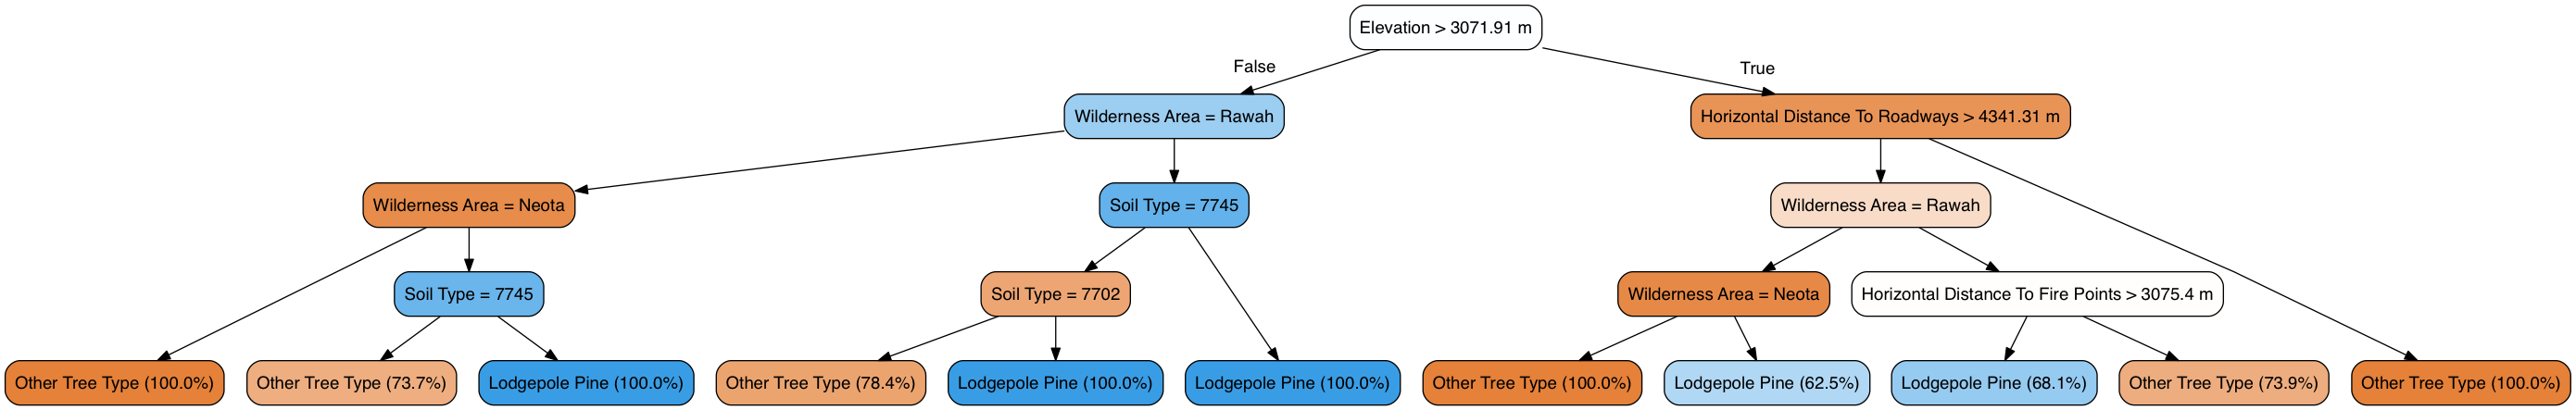 Elevation > 3071.91 m
False
True
Wilderness Area = Rawah
Horizontal Distance To Roadways > 4341.31 m
Wilderness Area = Neota
Soil Type = 7745
Wilderness Area = Rawah
Soil Type = 7745
Soil Type = 7702
Wilderness Area = Neota
Horizontal Distance To Fire Points > 3075.4 m
Other Tree Type (100.0%)
Other Tree Type (73.7%)
Lodgepole Pine (100.0%)
Other Tree Type (78.4%)
Lodgepole Pine (100.0%)
Lodgepole Pine (100.0%)
Other Tree Type (100.0%)
Lodgepole Pine (62.5%)
Lodgepole Pine (68.1%)
Other Tree Type (73.9%)
Other Tree Type (100.0%)